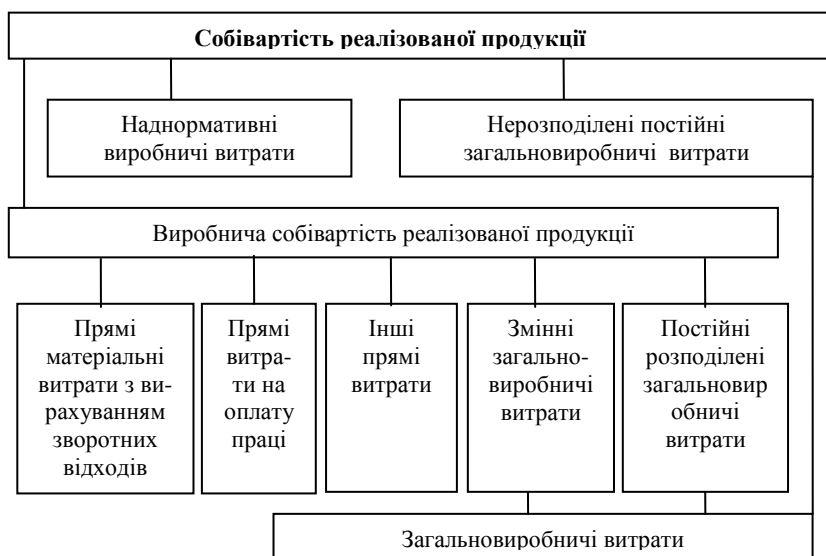 Собівартість реалізованої продукції
Наднормативні
виробничі витрати
Нерозподілені постійні
загальновиробничі витрати
Виробнича собівартість реалізованої продукції
Прямі
матеріальні
витрати з ви-
рахуванням
зворотних
відходів
Прямі
витра-
ти на
оплату
праці
Інші
прямі
витрати
Змінні
загально-
виробничі
витрати
Постійні
розподілені
загальновир
обничі
витрати
Загальновиробничі витрати